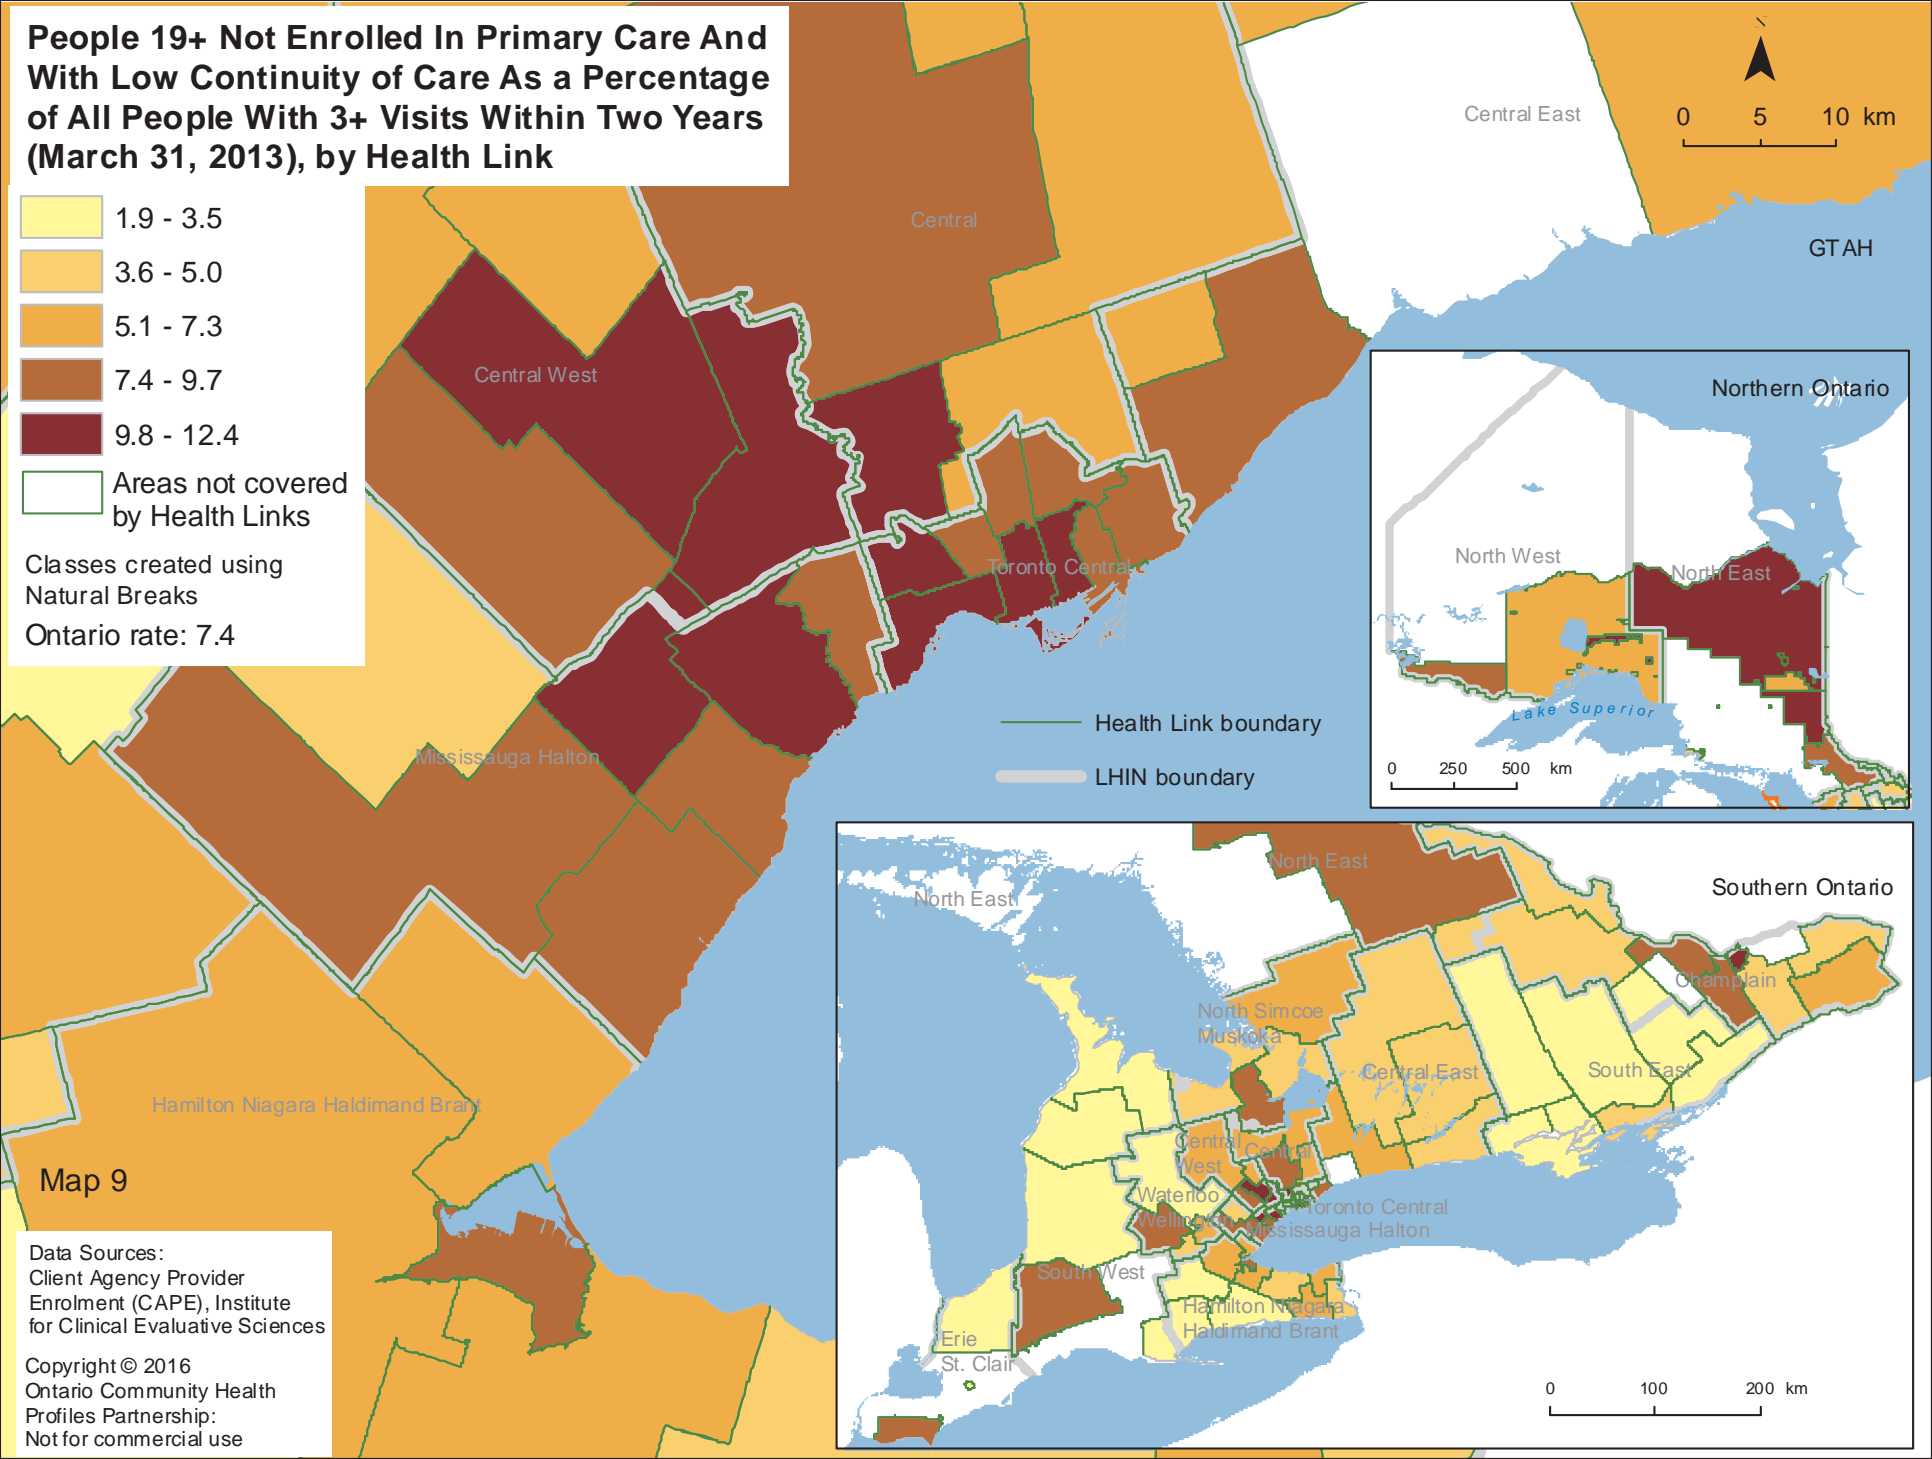 People 19+ Not Enrolled In Primary Care And
With Low Continuity of Care As a Percentage
of All People With 3+ Visits Within Two Years
(March 31, 2013), by Health Link
1.9 - 3.5
3.6 - 5.0
5.1 - 7.3
7.4 - 9.7
9.8 - 12.4
Areas not covered
by Health Links
Classes created using
Natural Breaks
Ontario rate: 7.4
Central
Central East
N
0 5 10 km
GTAH
Central West
Toronto Central
Mississauga Halton
Health Link boundary
LHIN boundary
Hamilton Niagara Haldimand Brant
Northern Ontario
North West
North East
Lake Superior
0 250 500 km
Southern Ontario
North East
North East
Champlain
North Simcoe
Muskoka
Central East
South East
Central
West
Central
Waterloo
Wellington
Toronto Central
Mississauga Halton
South West
Hamilton Niagara
Haldimand Brant
Erie
St. Clair
0 100 200 km
Map 9
Data Sources:
Client Agency Provider
Enrolment (CAPE), Institute
for Clinical Evaluative Sciences
Copyright © 2016
Ontario Community Health
Profiles Partnership:
Not for commercial use